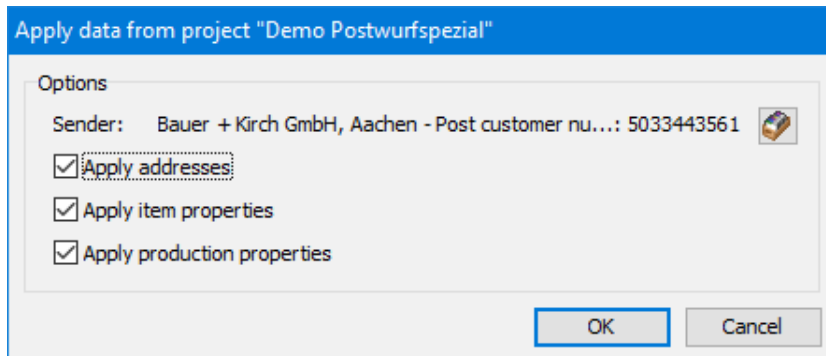 Apply data from project "Demo Postwurfspezial"
Options
Sender: Bauer + Kirch GmbH, Aachen - Post customer nu...: 5033443561
Apply addresses
Apply item properties
Apply production properties
OK Cancel